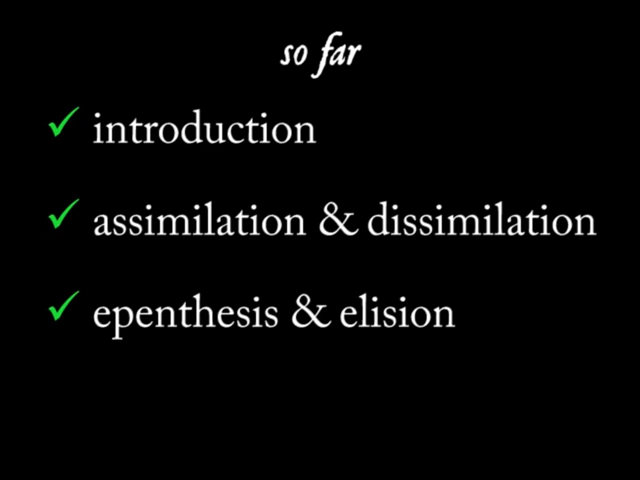 so far
✓ introduction
✓ assimilation & dissimilation
✓ epenthesis & elision